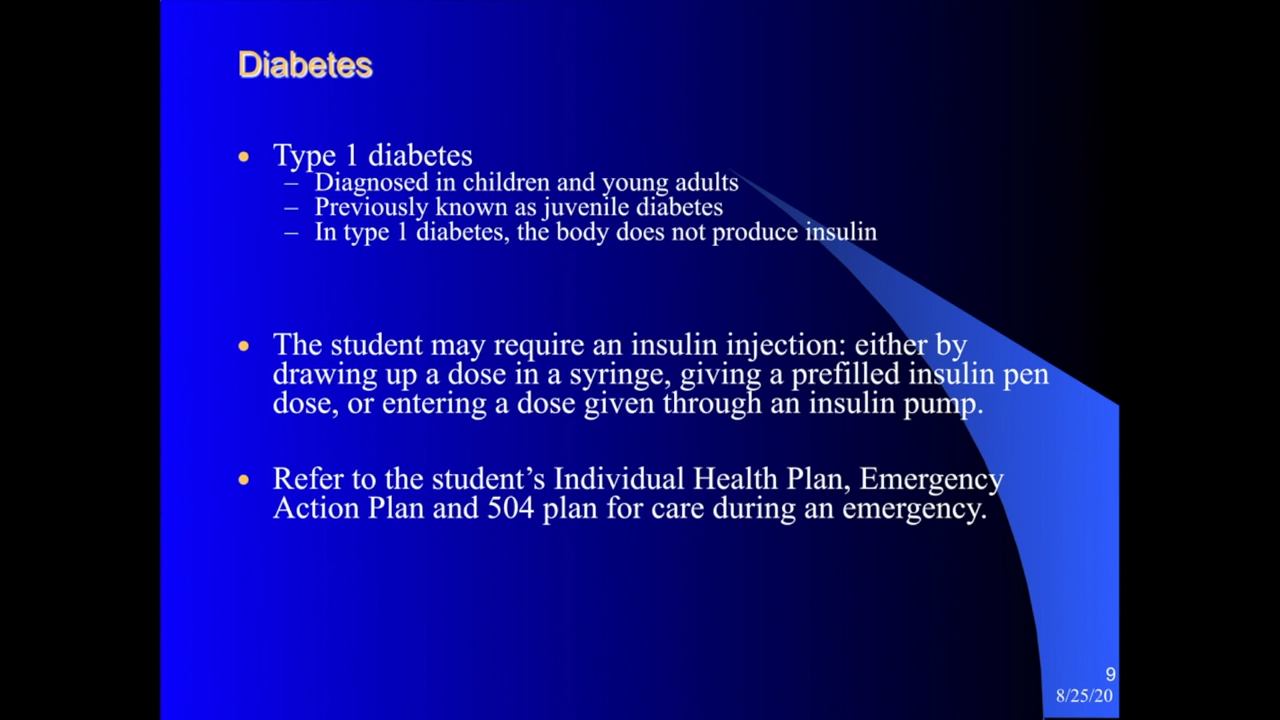 Diabetes
• Type 1 diabetes
– Diagnosed in children and young adults
– Previously known as juvenile diabetes
– In type 1 diabetes, the body does not produce insulin
• The student may require an insulin injection: either by
drawing up a dose in a syringe, giving a prefilled insulin pen
dose, or entering a dose given through an insulin pump.
• Refer to the student’s Individual Health Plan, Emergency
Action Plan and 504 plan for care during an emergency.
9
8/25/20